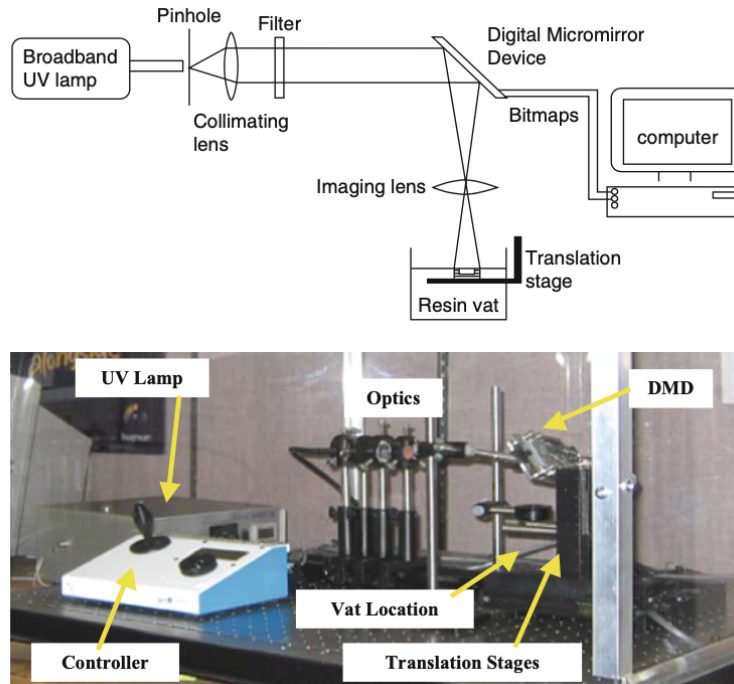 Pinhole
Filter
Digital Micromirror
Device
Broadband
UV lamp
Collimating
lens
Bitmaps
computer
Imaging lens
Translation
stage
Resin vat
UV Lamp
Optics
DMD
Vat Location
Controller
Translation Stages